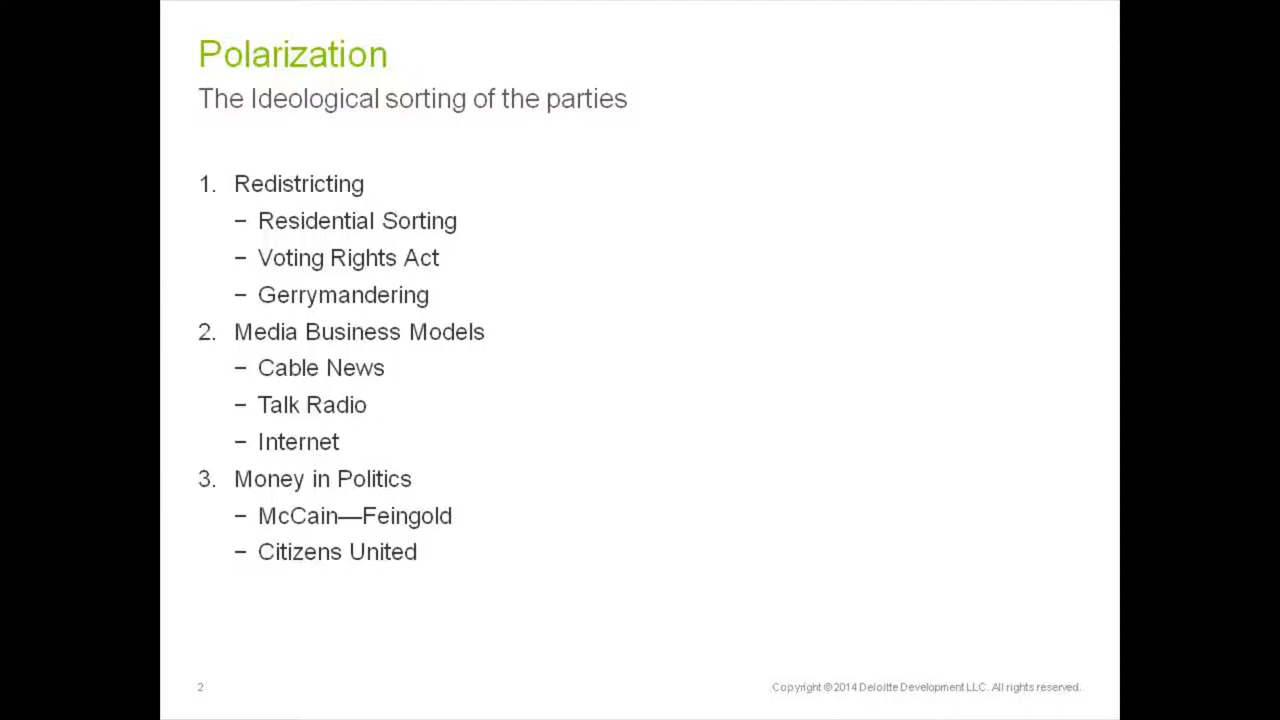 Polarization
The Ideological sorting of the parties
1. Redistricting
− Residential Sorting
− Voting Rights Act
− Gerrymandering
2. Media Business Models
− Cable News
− Talk Radio
− Internet
3. Money in Politics
− McCain—Feingold
− Citizens United
2
Copyright © 2014 Deloitte Development LLC. All rights reserved.